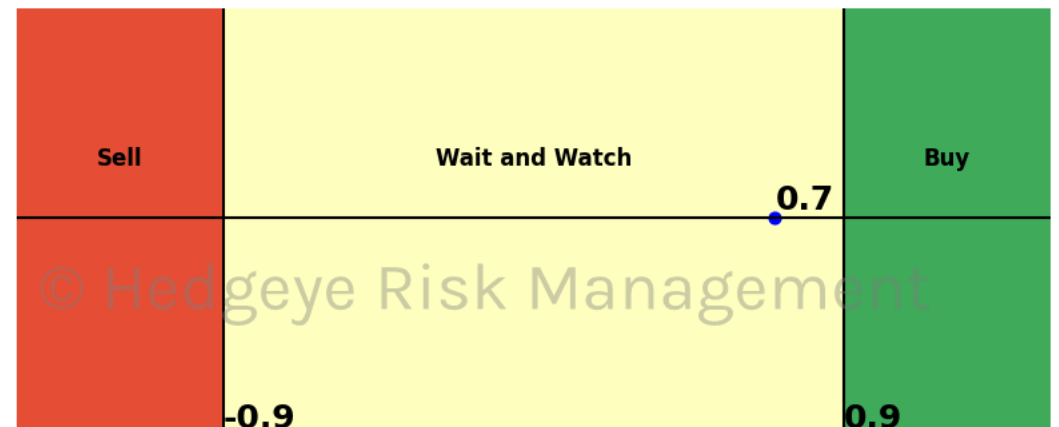 Sell
Wait and Watch
Buy
0.7
© Hedgeye Risk Management
-0.9
0.9